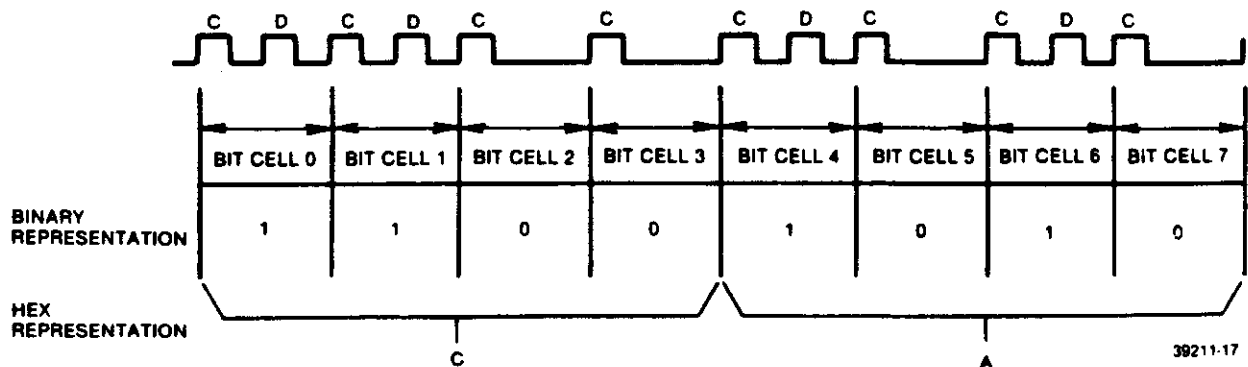 C D C D C C C D C C D C
BIT CELL 0 BIT CELL 1 BIT CELL 2 BIT CELL 3 BIT CELL 4 BIT CELL 5 BIT CELL 6 BIT CELL 7
BINARY
REPRESENTATION
1 1 0 0 1 0 1 0
HEX
REPRESENTATION
C A
39211-17